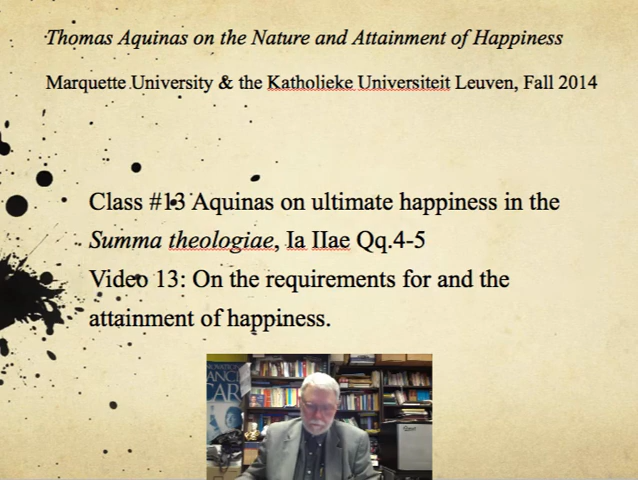 Thomas Aquinas on the Nature and Attainment of Happiness
Marquette University & the Katholieke Universiteit Leuven, Fall 2014
Class #13 Aquinas on ultimate happiness in the
Summa theologiae, Ia IIae Qq.4-5
Video 13: On the requirements for and the
attainment of happiness.